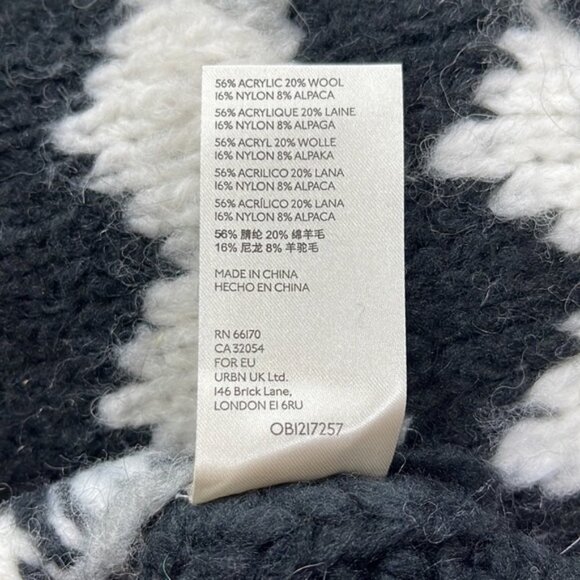 56% ACRYLIC 20% WOOL
16% NYLON 8% ALPACA
56% ACRYLIQUE 20% LAINE
16% NYLON 8% ALPAGA
56% ACRYL 20% WOLLE
16% NYLON 8% ALPAKA
56% ACRILICO 20% LANA
16% NYLON 8% ALPACA
56% ACRÍLICO 20% LANA
16% NYLON 8% ALPACA
56% 腈纶 20% 绵羊毛
16% 尼龙 8% 羊驼毛
MADE IN CHINA
HECHO EN CHINA
RN 66170
CA 32054
FOR EU
URBN UK Ltd.
146 Brick Lane,
LONDON E1 6RU
OB1217257